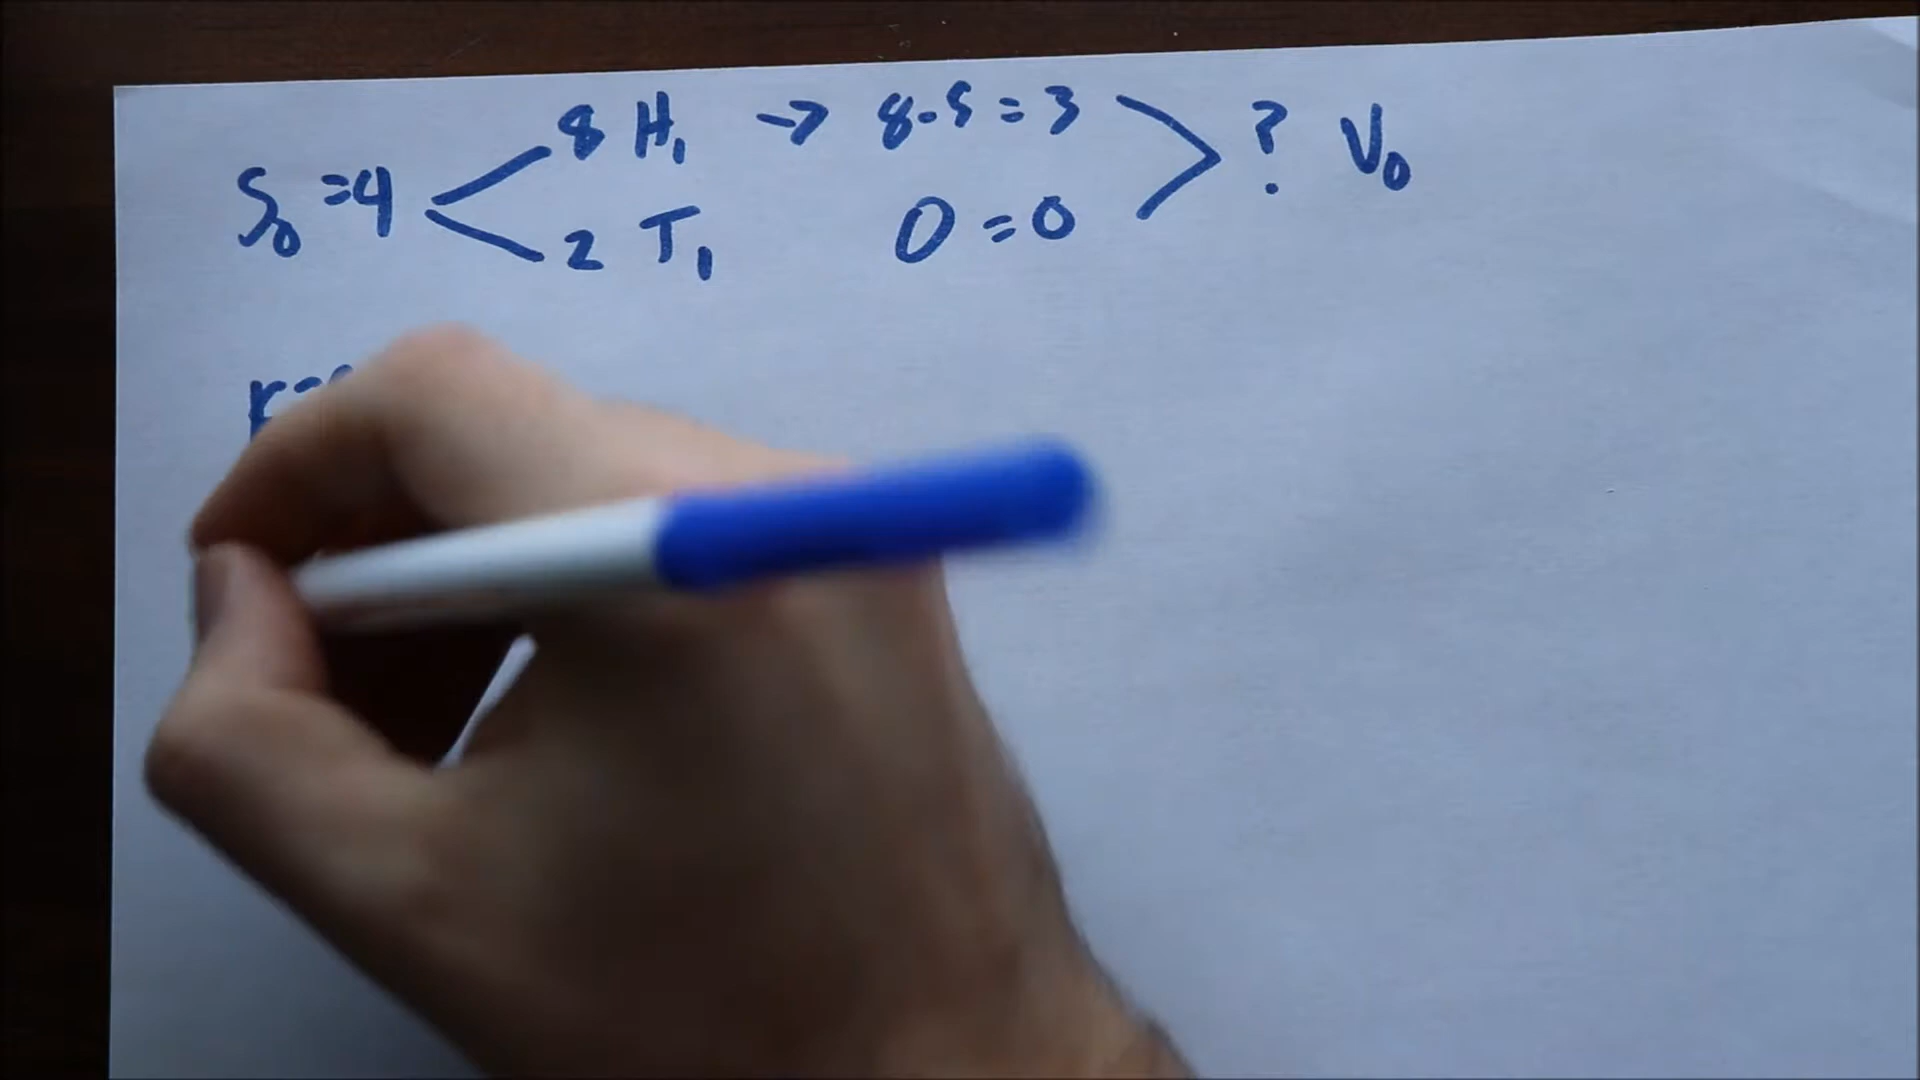 S₀ =4 8 H₁ → 8-5 = 3 ? V₀
2 T₁ 0 = 0
r=